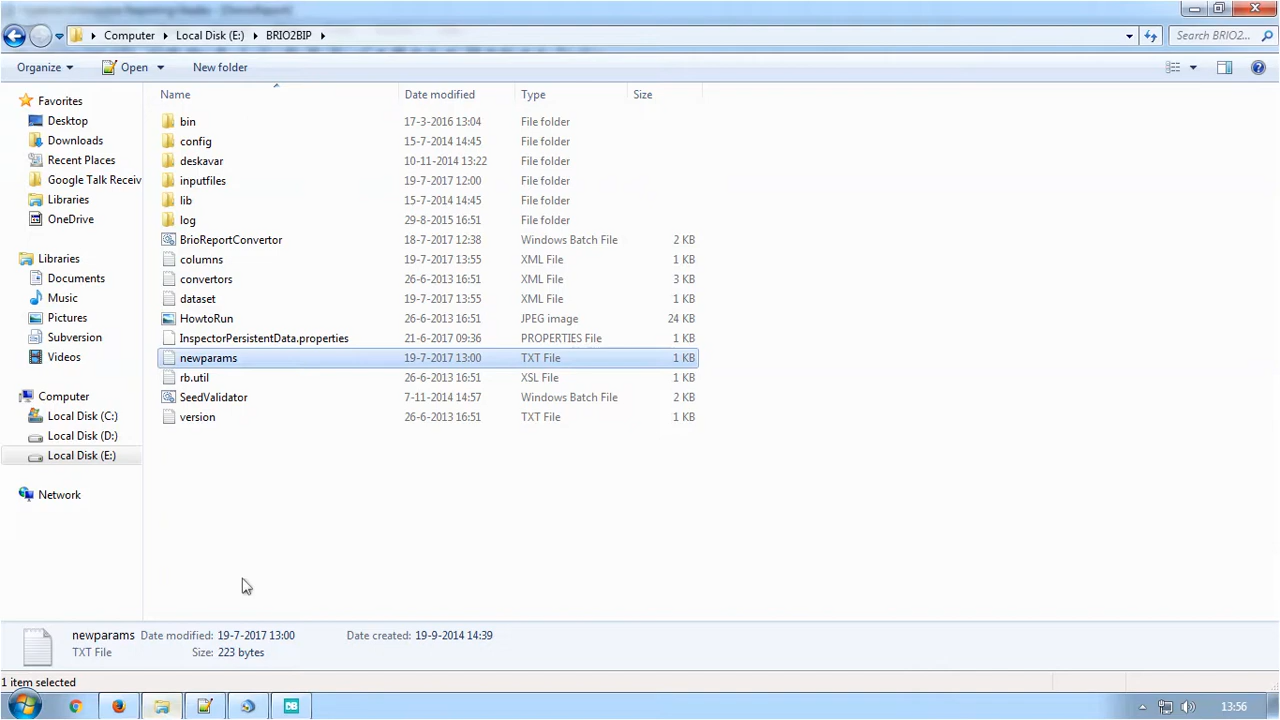 Computer Local Disk (E:) BRIO2BIP Search BRIO2...
Organize Open New folder
Name Date modified Type Size
Favorites
Desktop
Downloads
Recent Places
Google Talk Receiv
Libraries
OneDrive
Libraries
Documents
Music
Pictures
Subversion
Videos
Computer
Local Disk (C:)
Local Disk (D:)
Local Disk (E:)
Network
bin 17-3-2016 13:04 File folder
config 15-7-2014 14:45 File folder
deskavar 10-11-2014 13:22 File folder
inputfiles 19-7-2017 12:00 File folder
lib 15-7-2014 14:45 File folder
log 29-8-2015 16:51 File folder
BrioReportConvertor 18-7-2017 12:38 Windows Batch File 2 KB
columns 19-7-2017 13:55 XML File 1 KB
convertors 26-6-2013 16:51 XML File 3 KB
dataset 19-7-2017 13:55 XML File 1 KB
HowtoRun 26-6-2013 16:51 JPEG image 24 KB
InspectorPersistentData.properties 21-6-2017 09:36 PROPERTIES File 1 KB
newparams 19-7-2017 13:00 TXT File 1 KB
rb.util 26-6-2013 16:51 XSL File 1 KB
SeedValidator 7-11-2014 14:57 Windows Batch File 2 KB
version 26-6-2013 16:51 TXT File 1 KB
newparams Date modified: 19-7-2017 13:00 Date created: 19-9-2014 14:39
TXT File Size: 223 bytes
1 item selected
DB
13:56